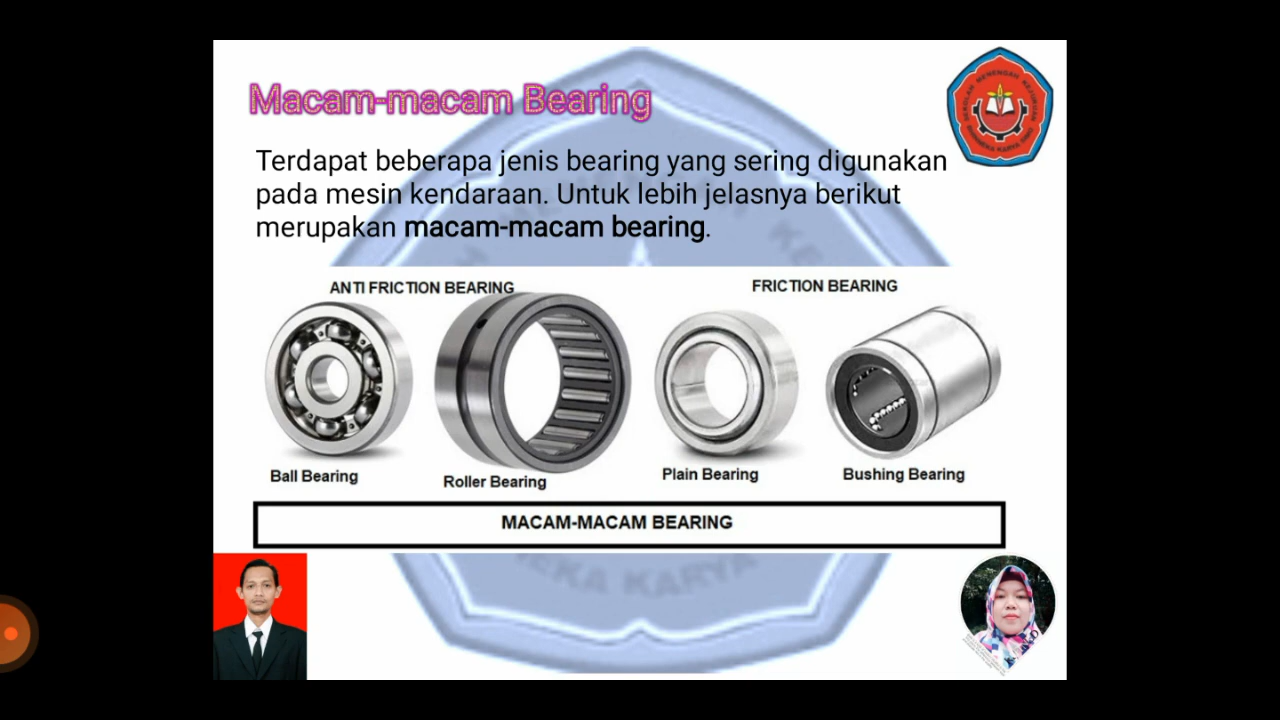 Macam-macam Bearing
Terdapat beberapa jenis bearing yang sering digunakan
pada mesin kendaraan. Untuk lebih jelasnya berikut
merupakan macam-macam bearing.
ANTI FRICTION BEARING
FRICTION BEARING
Ball Bearing
Roller Bearing
Plain Bearing
Bushing Bearing
MACAM-MACAM BEARING